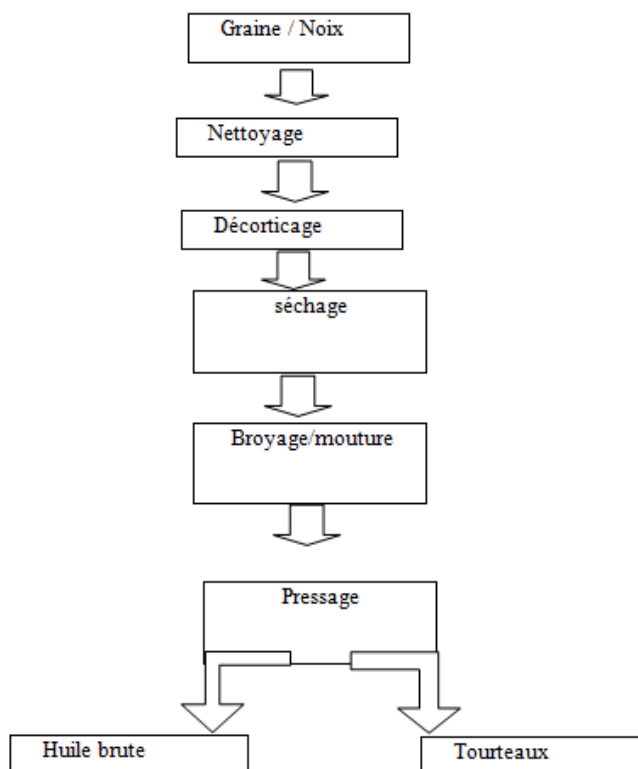 Graine / Noix
Nettoyage
Décorticage
séchage
Broyage/mouture
Pressage
Huile brute
Tourteaux